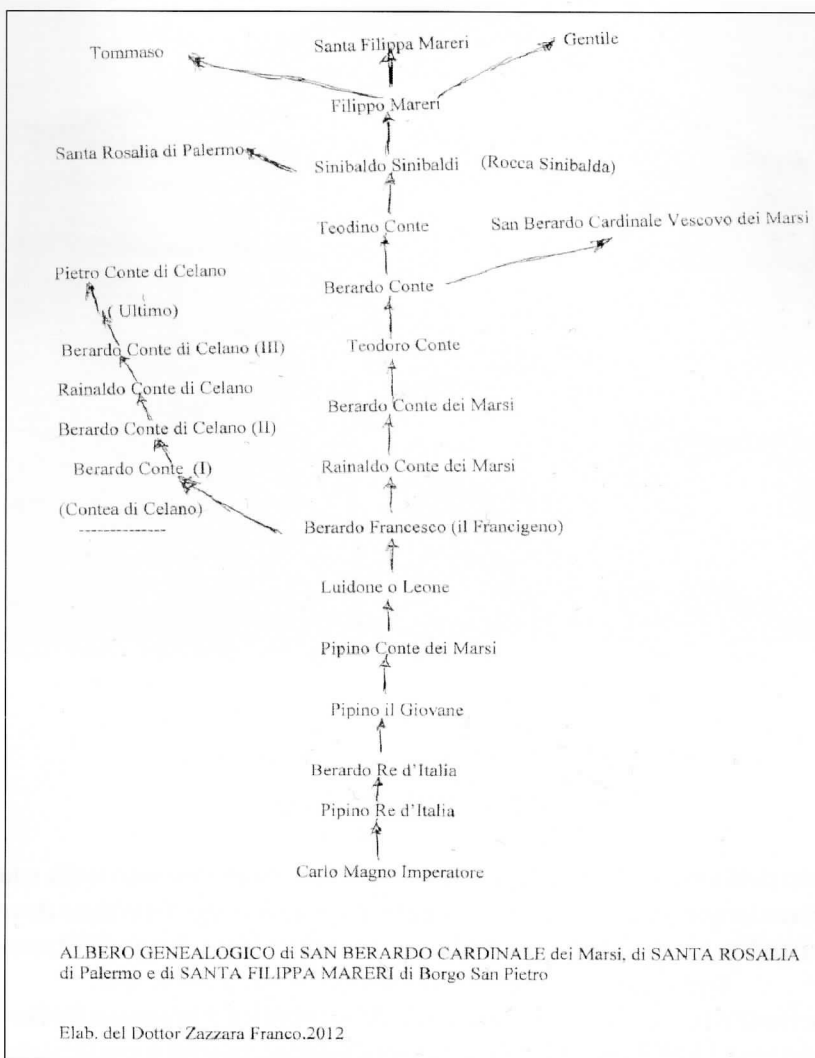 Tommaso
Santa Filippa Mareri
Gentile
Filippo Mareri
Santa Rosalia di Palermo
Sinibaldo Sinibaldi (Rocca Sinibalda)
Teodino Conte
San Berardo Cardinale Vescovo dei Marsi
Pietro Conte di Celano
Berardo Conte
( Ultimo)
Berardo Conte di Celano (III)
Teodoro Conte
Rainaldo Conte di Celano
Berardo Conte dei Marsi
Berardo Conte di Celano (II)
Berardo Conte (I)
Rainaldo Conte dei Marsi
(Contea di Celano)
Berardo Francesco (il Francigeno)
Luidone o Leone
Pipino Conte dei Marsi
Pipino il Giovane
Berardo Re d'Italia
Pipino Re d'Italia
Carlo Magno Imperatore
ALBERO GENEALOGICO di SAN BERARDO CARDINALE dei Marsi, di SANTA ROSALIA
di Palermo e di SANTA FILIPPA MARERI di Borgo San Pietro
Elab. del Dottor Zazzara Franco.2012